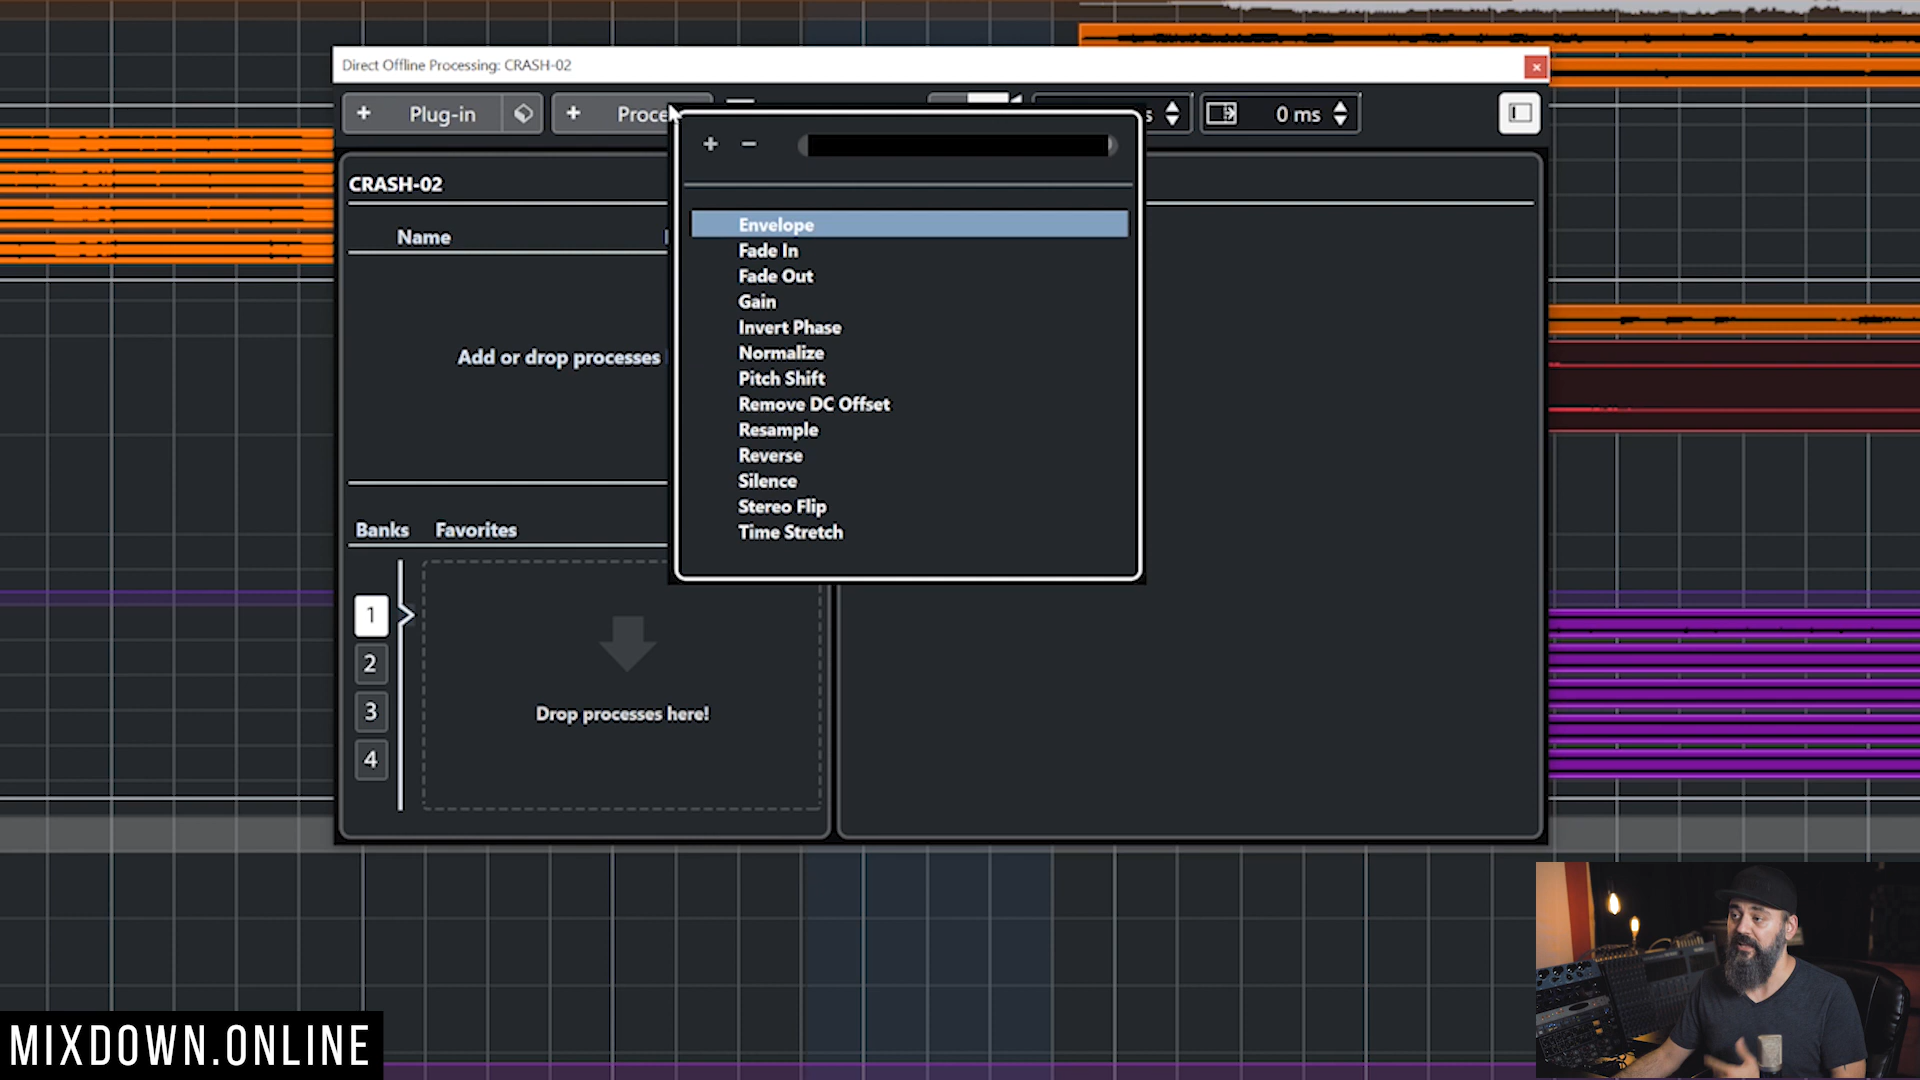 Direct Offline Processing: CRASH-02
+ Plug-in
+ Proce
s
0 ms
+ −
CRASH-02
Name
Envelope
Fade In
Fade Out
Gain
Invert Phase
Normalize
Pitch Shift
Remove DC Offset
Resample
Reverse
Silence
Stereo Flip
Time Stretch
Add or drop processes
Banks Favorites
1
2
3
4
Drop processes here!
MIXDOWN.ONLINE